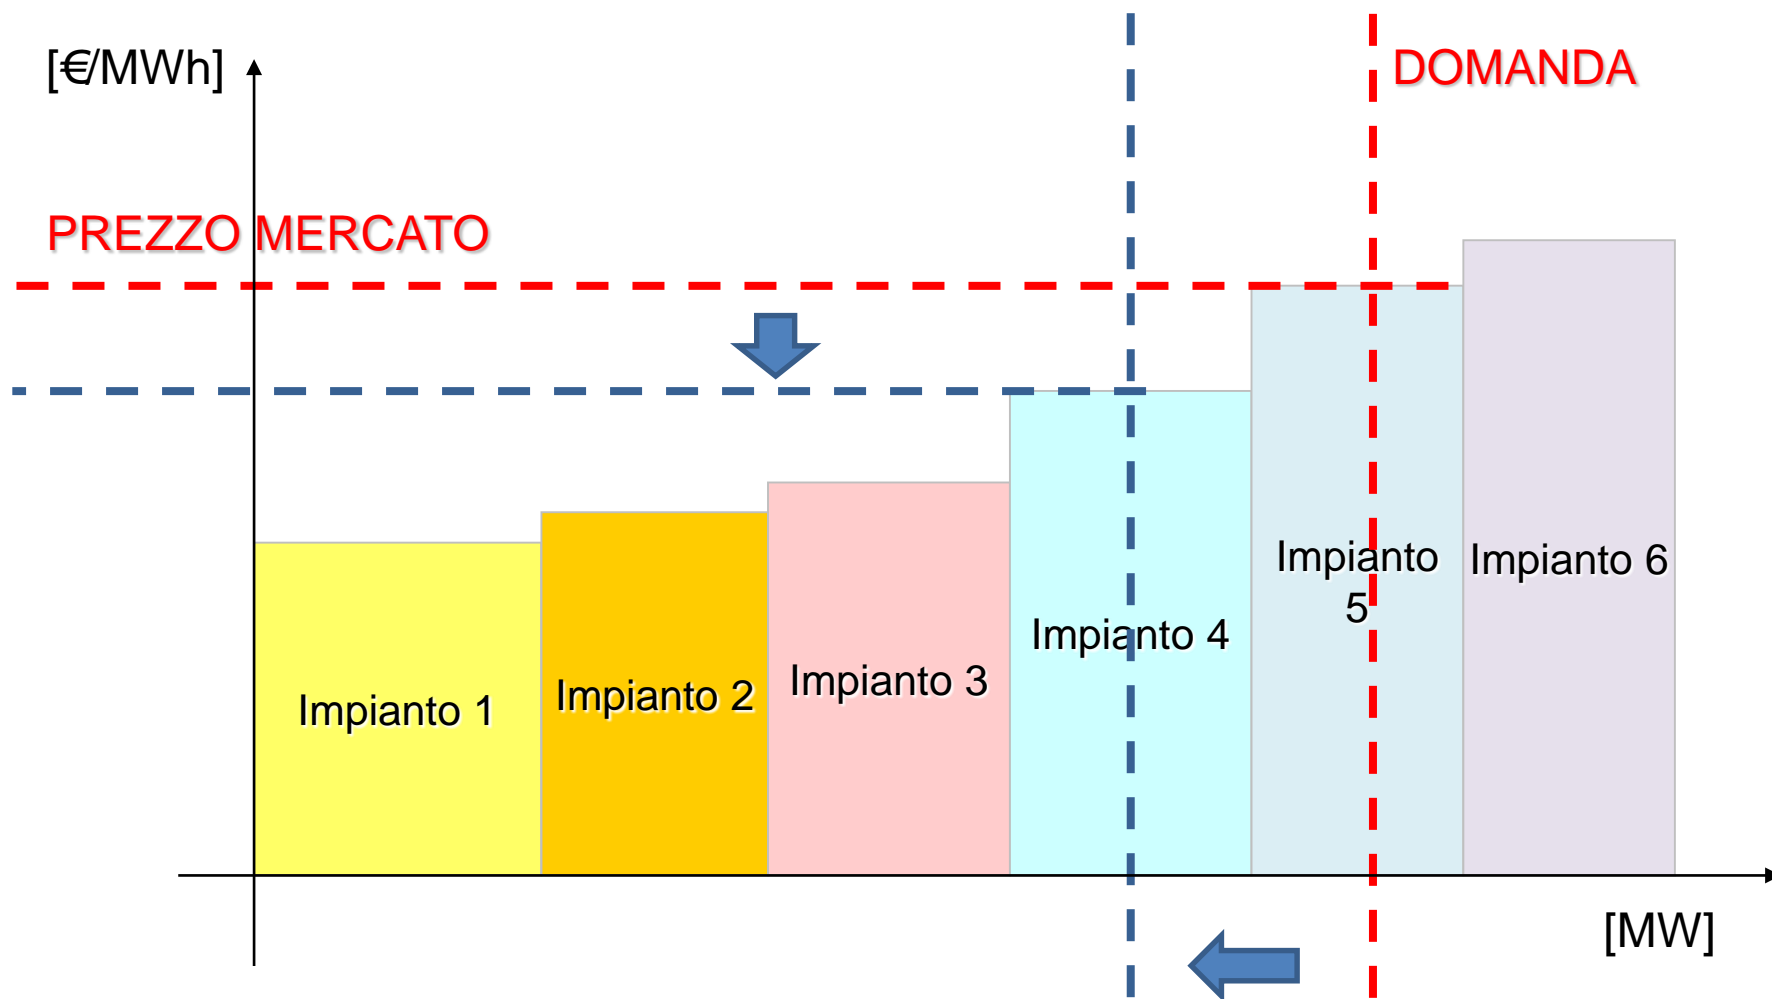 [€/MWh]
DOMANDA
PREZZO MERCATO
Impianto 1
Impianto 2
Impianto 3
Impianto 4
Impianto
5
Impianto 6
[MW]